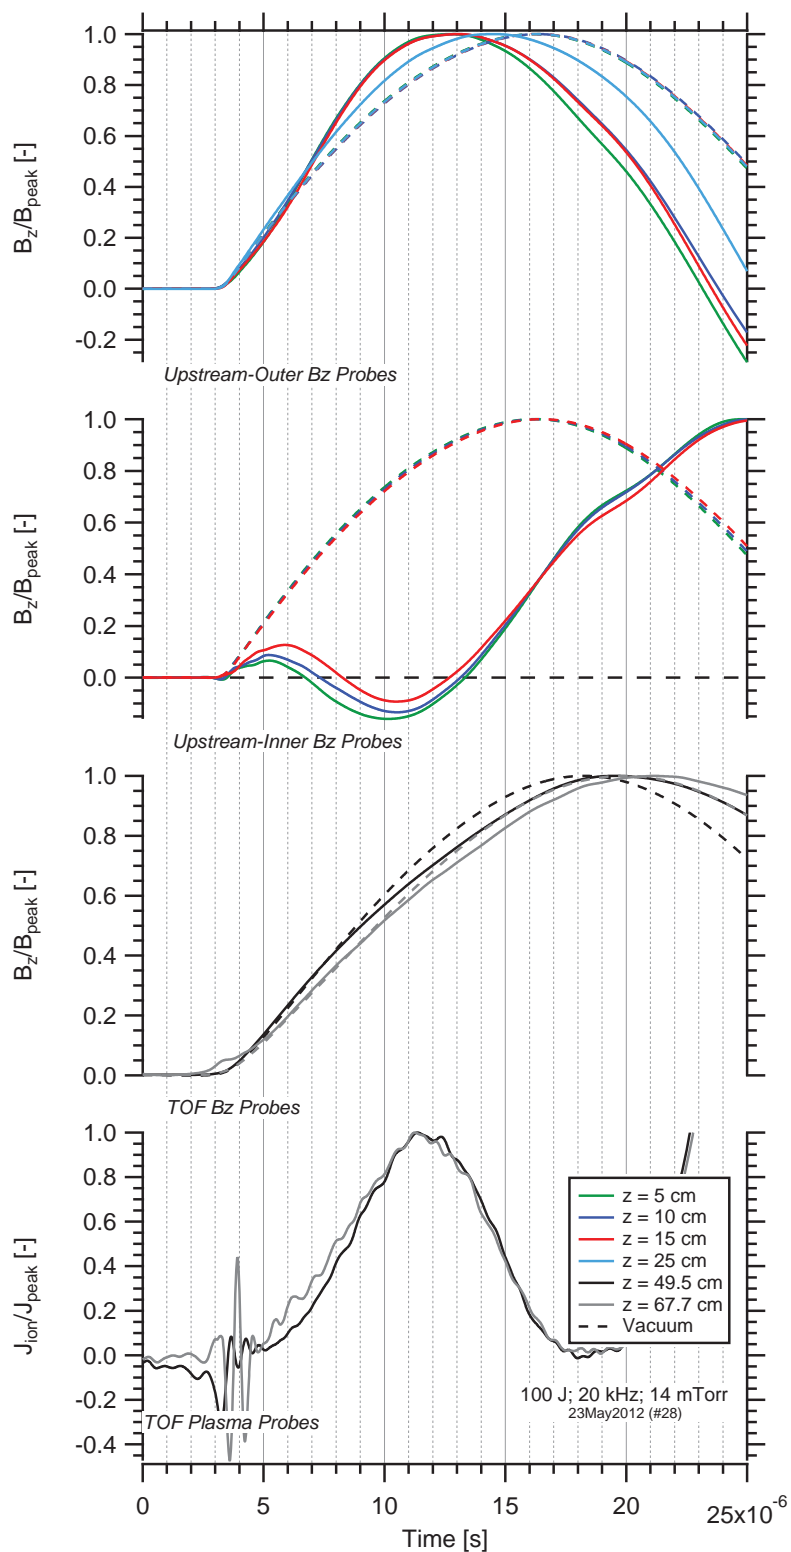 1.0
0.8
0.6
0.4
0.2
0.0
-0.2
Bz/Bpeak [-]
Upstream-Outer Bz Probes
1.0
0.8
0.6
0.4
0.2
0.0
Bz/Bpeak [-]
Upstream-Inner Bz Probes
1.0
0.8
0.6
0.4
0.2
0.0
Bz/Bpeak [-]
TOF Bz Probes
1.0
0.8
0.6
0.4
0.2
0.0
-0.2
-0.4
Jion/Jpeak [-]
z = 5 cm
z = 10 cm
z = 15 cm
z = 25 cm
z = 49.5 cm
z = 67.7 cm
Vacuum
100 J; 20 kHz; 14 mTorr
23May2012 (#28)
TOF Plasma Probes
0 5 10 15 20 25x10-6
Time [s]